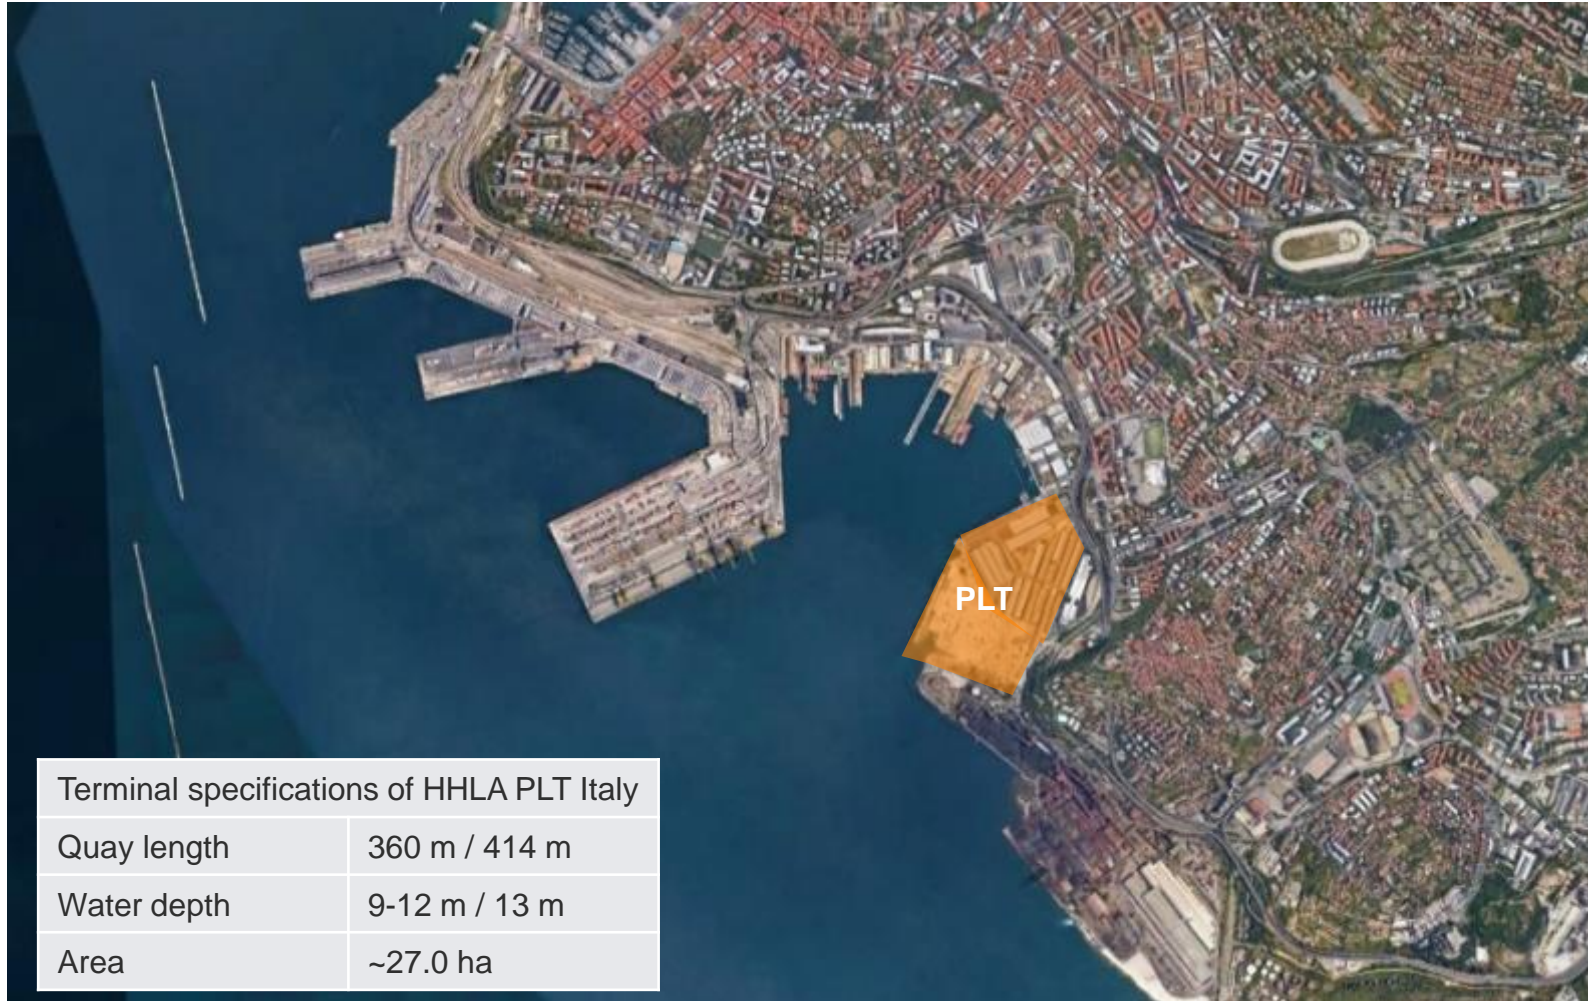 PLT
Terminal specifications of HHLA PLT Italy
Quay length 360 m / 414 m
Water depth 9-12 m / 13 m
Area ~27.0 ha